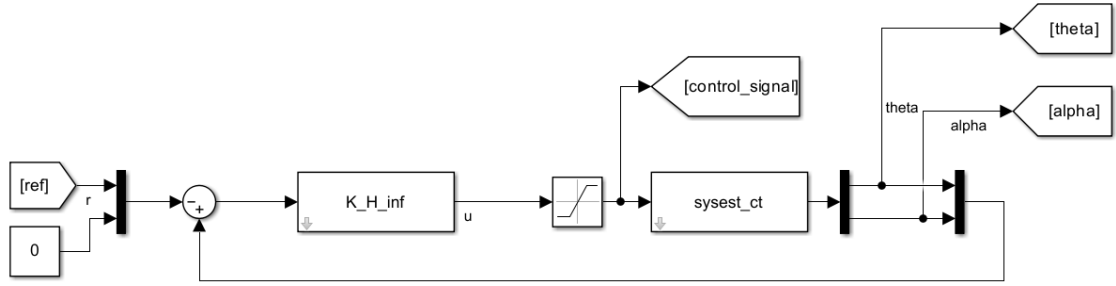 [theta]
[control_signal]
theta
[alpha]
alpha
[ref]
r
−
+
K_H_inf
u
sysest_ct
0